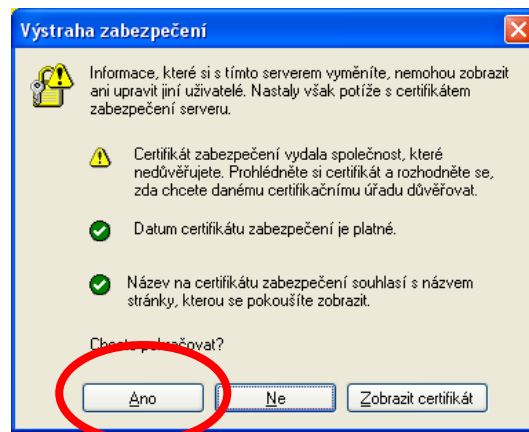 Výstraha zabezpečení
Informace, které si s tímto serverem vyměníte, nemohou zobrazit
ani upravit jiní uživatelé. Nastaly však potíže s certifikátem
zabezpečení serveru.
Certifikát zabezpečení vydala společnost, které
nedůvěřujete. Prohlédněte si certifikát a rozhodněte se,
zda chcete danému certifikačnímu úřadu důvěřovat.
Datum certifikátu zabezpečení je platné.
Název na certifikátu zabezpečení souhlasí s názvem
stránky, kterou se pokoušíte zobrazit.
Chcete pokračovat?
Ano Ne Zobrazit certifikát